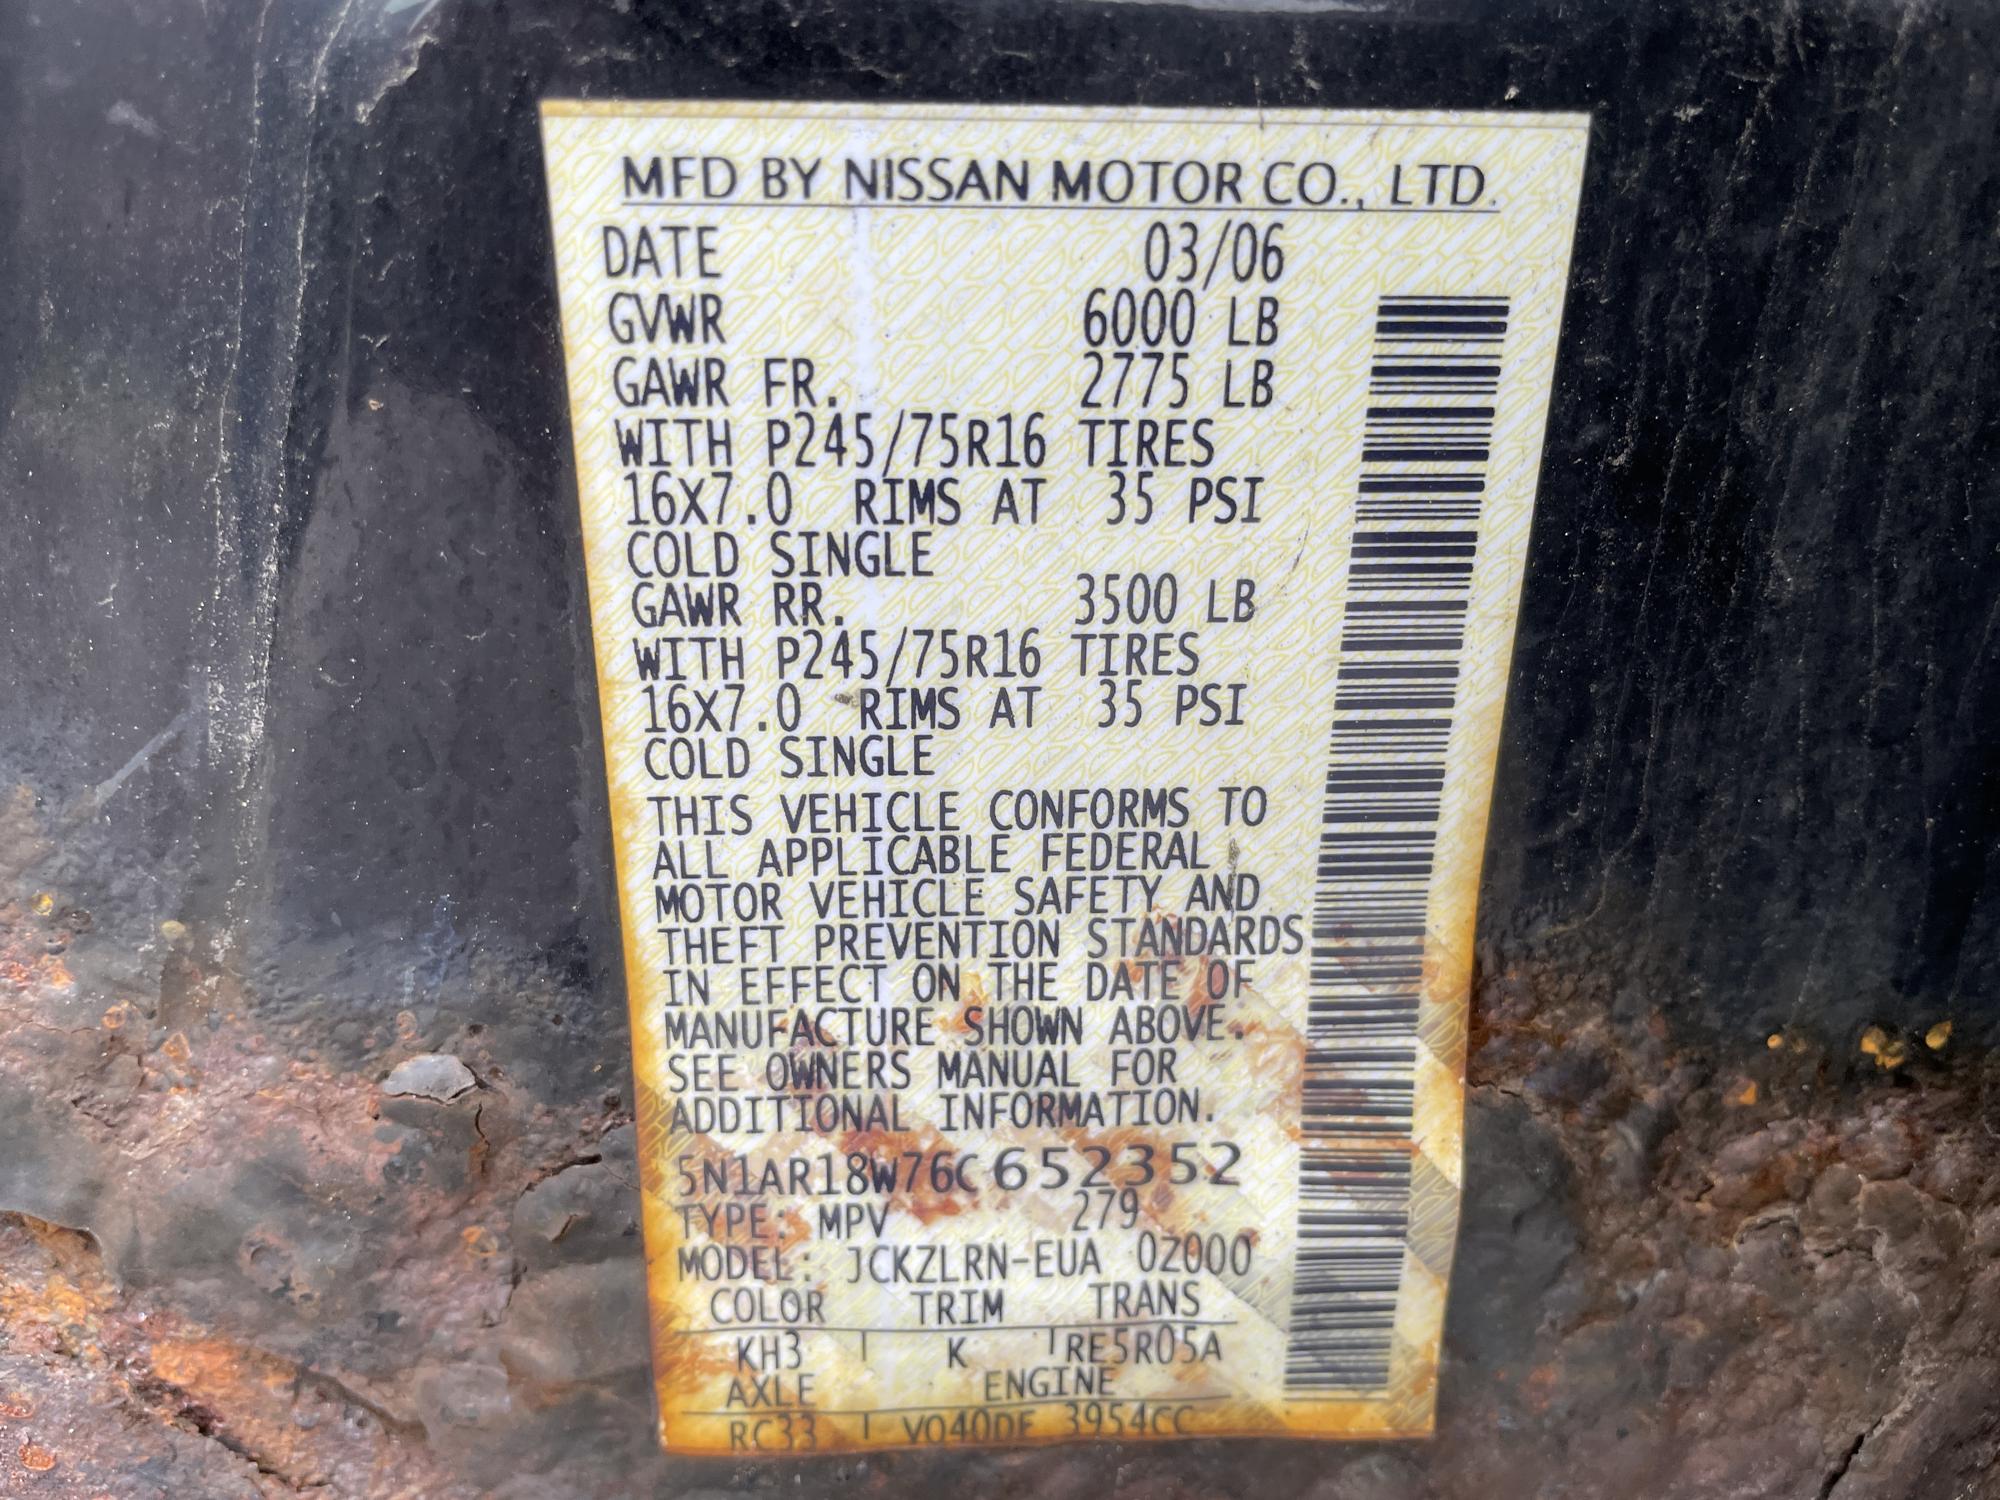 MFD BY NISSAN MOTOR CO., LTD.
DATE 03/06
GVWR 6000 LB
GAWR FR. 2775 LB
WITH P245/75R16 TIRES
16X7.0 RIMS AT 35 PSI
COLD SINGLE
GAWR RR. 3500 LB
WITH P245/75R16 TIRES
16X7.0 RIMS AT 35 PSI
COLD SINGLE
THIS VEHICLE CONFORMS TO
ALL APPLICABLE FEDERAL
MOTOR VEHICLE SAFETY AND
THEFT PREVENTION STANDARDS
IN EFFECT ON THE DATE OF
MANUFACTURE SHOWN ABOVE.
SEE OWNERS MANUAL FOR
ADDITIONAL INFORMATION.
5N1AR18W76C652352
TYPE: MPV 279
MODEL: JCKZLRN-EUA 0Z000
COLOR TRIM TRANS
KH3 K RE5R05A
AXLE ENGINE
RC33 VQ40DE 3954CC